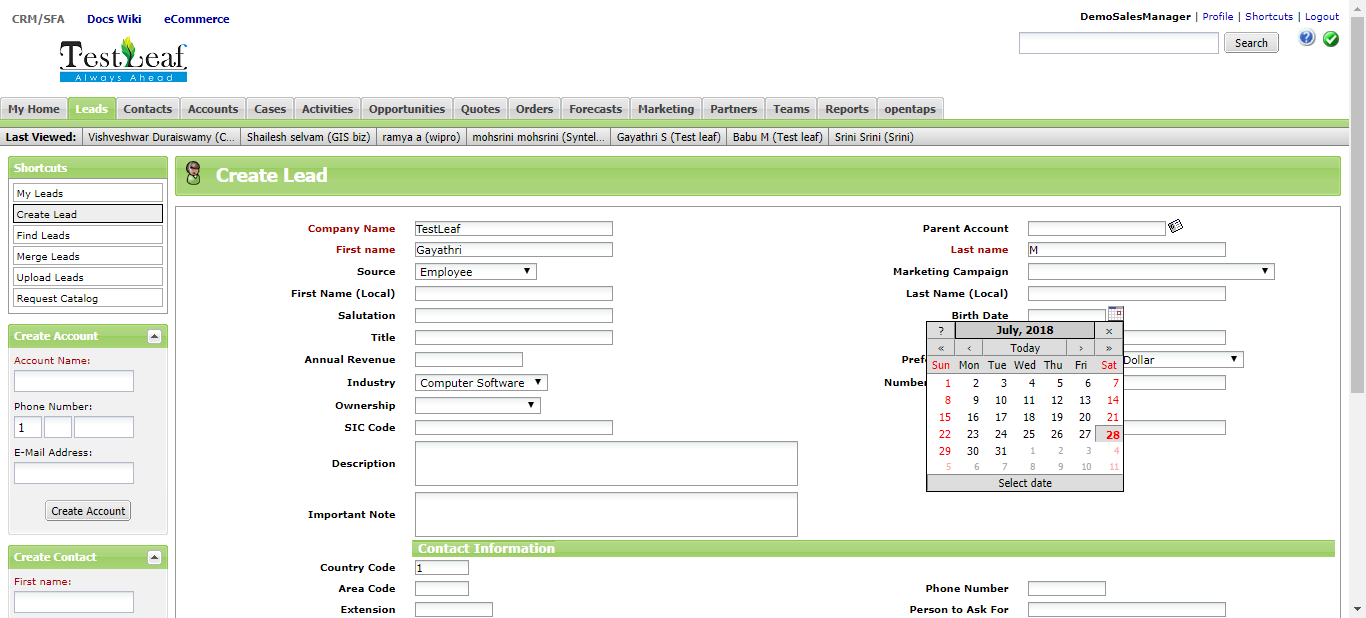 CRM/SFA Docs Wiki eCommerce
DemoSalesManager | Profile | Shortcuts | Logout
TestLeaf
Always Ahead
Search
?
My Home Leads Contacts Accounts Cases Activities Opportunities Quotes Orders Forecasts Marketing Partners Teams Reports opentaps
Last Viewed: Vishveshwar Duraiswamy (C... Shailesh selvam (GIS biz) ramya a (wipro) mohsrini mohsrini (Syntel... Gayathri S (Test leaf) Babu M (Test leaf) Srini Srini (Srini)
Shortcuts
My Leads
Create Lead
Find Leads
Merge Leads
Upload Leads
Request Catalog
Create Account
Account Name:
Phone Number:
1
E-Mail Address:
Create Account
Create Contact
First name:
Create Lead
Company Name TestLeaf Parent Account
First name Gayathri Last name M
Source Employee Marketing Campaign
First Name (Local) Last Name (Local)
Salutation Birth Date
Title
Annual Revenue Pref Dollar
Industry Computer Software Number
Ownership
SIC Code
Description
Important Note
? July, 2018 ×
« ‹ Today › »
Sun Mon Tue Wed Thu Fri Sat
1 2 3 4 5 6 7
8 9 10 11 12 13 14
15 16 17 18 19 20 21
22 23 24 25 26 27 28
29 30 31 1 2 3 4
5 6 7 8 9 10 11
Select date
Contact Information
Country Code 1
Area Code Phone Number
Extension Person to Ask For